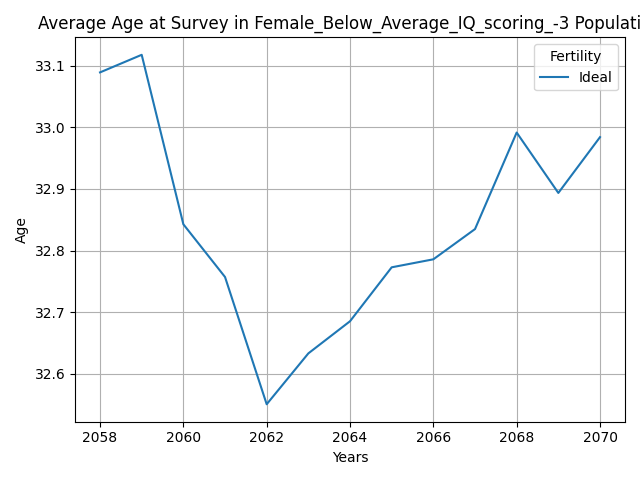 Average Age at Survey in Female_Below_Average_IQ_scoring_-3 Populati
Fertility
Ideal
33.1
33.0
32.9
32.8
32.7
32.6
Age
2058 2060 2062 2064 2066 2068 2070
Years